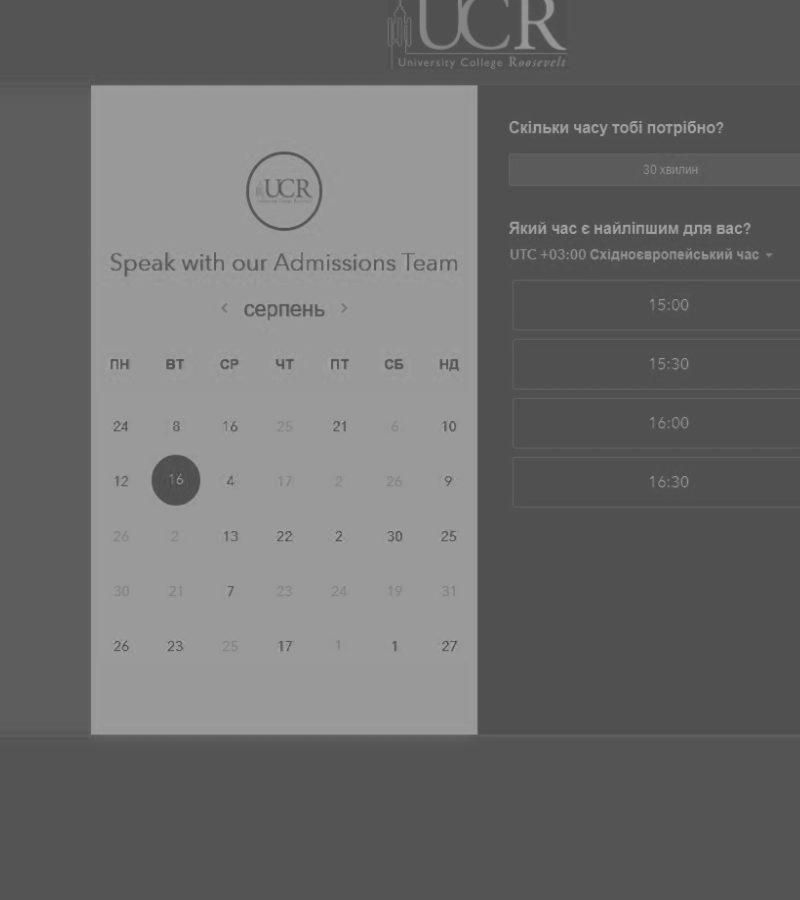 UCR
University College Roosevelt
UCR
Speak with our Admissions Team
серпень
ПН ВТ СР ЧТ ПТ СБ НД
24 8 16 25 21 6 10
12 16 4 17 2 26 9
26 2 13 22 2 30 25
30 21 7 23 24 19 31
26 23 25 17 1 1 27
Скільки часу тобі потрібно?
30 хвилин
Який час є найліпшим для вас?
UTC +03:00 Східноєвропейський час
15:00
15:30
16:00
16:30